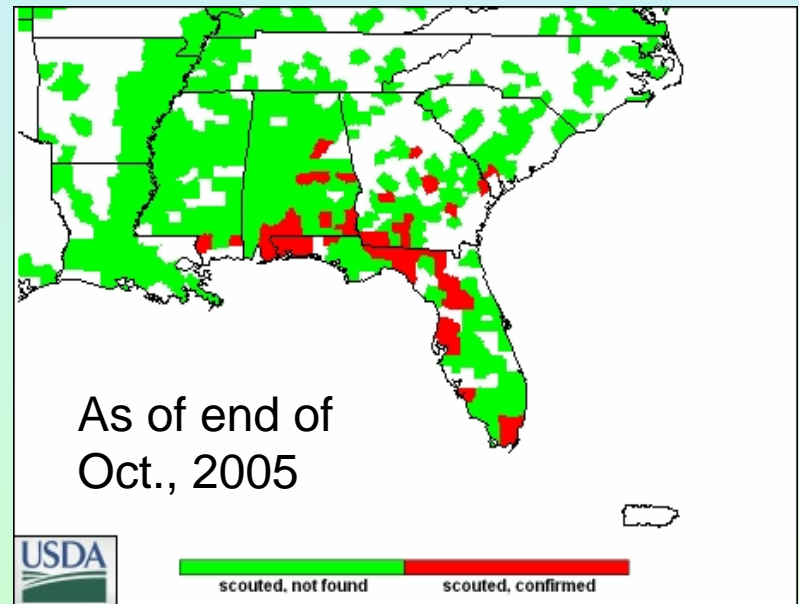 As of end of
Oct., 2005
USDA
scouted, not found
scouted, confirmed